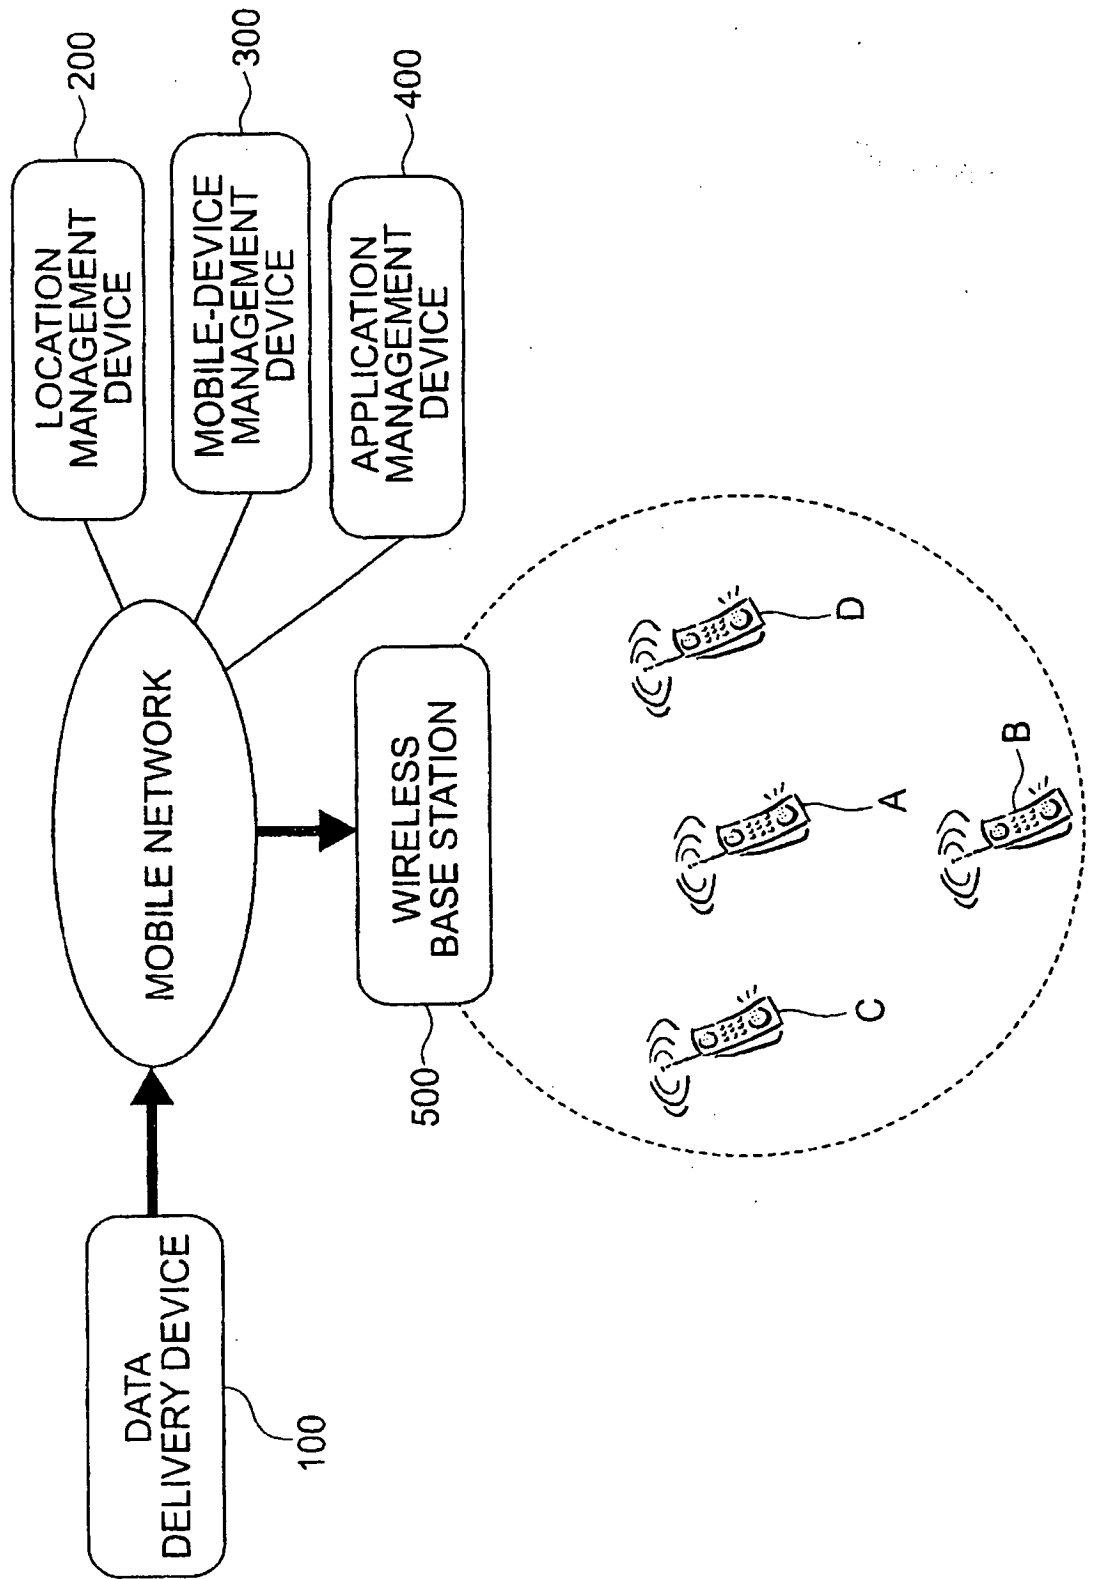 DATA
DELIVERY DEVICE
100
MOBILE NETWORK
LOCATION
MANAGEMENT
DEVICE
200
MOBILE-DEVICE
MANAGEMENT
DEVICE
300
APPLICATION
MANAGEMENT
DEVICE
400
WIRELESS
BASE STATION
500
C
A
D
B